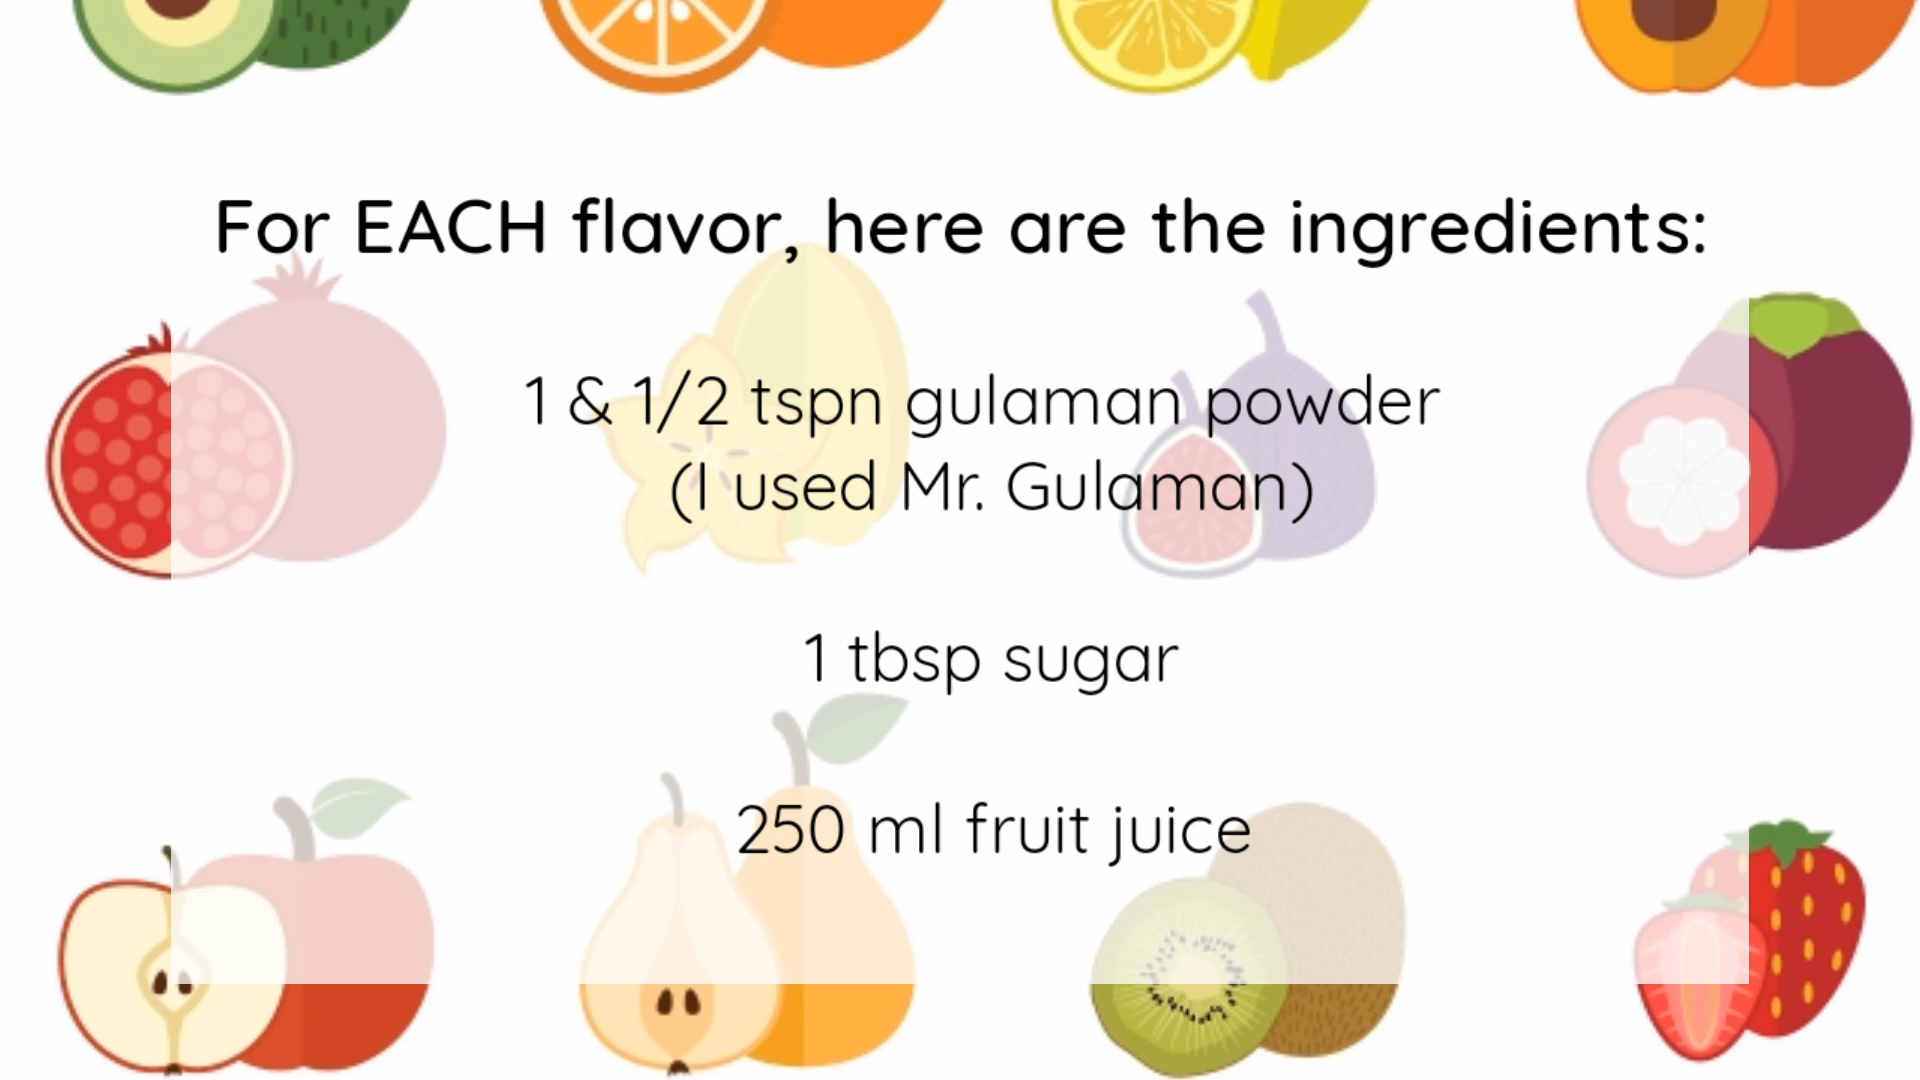 For EACH flavor, here are the ingredients:
1 & 1/2 tspn gulaman powder
(I used Mr. Gulaman)
1 tbsp sugar
250 ml fruit juice